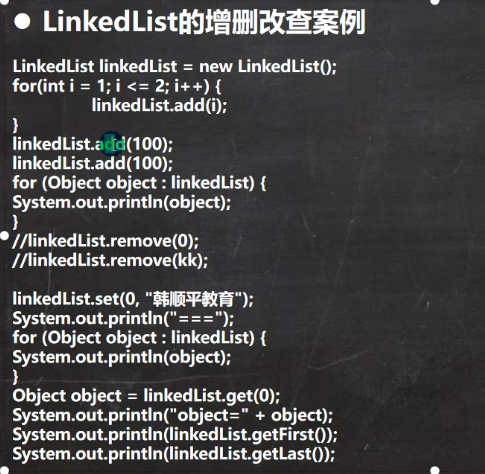 ● LinkedList的增删改查案例
LinkedList linkedList = new LinkedList();
for(int i = 1; i <= 2; i++) {
linkedList.add(i);
}
linkedList.add(100);
linkedList.add(100);
for (Object object : linkedList) {
System.out.println(object);
}
//linkedList.remove(0);
//linkedList.remove(kk);
linkedList.set(0, "韩顺平教育");
System.out.println("===");
for (Object object : linkedList) {
System.out.println(object);
}
Object object = linkedList.get(0);
System.out.println("object=" + object);
System.out.println(linkedList.getFirst());
System.out.println(linkedList.getLast());